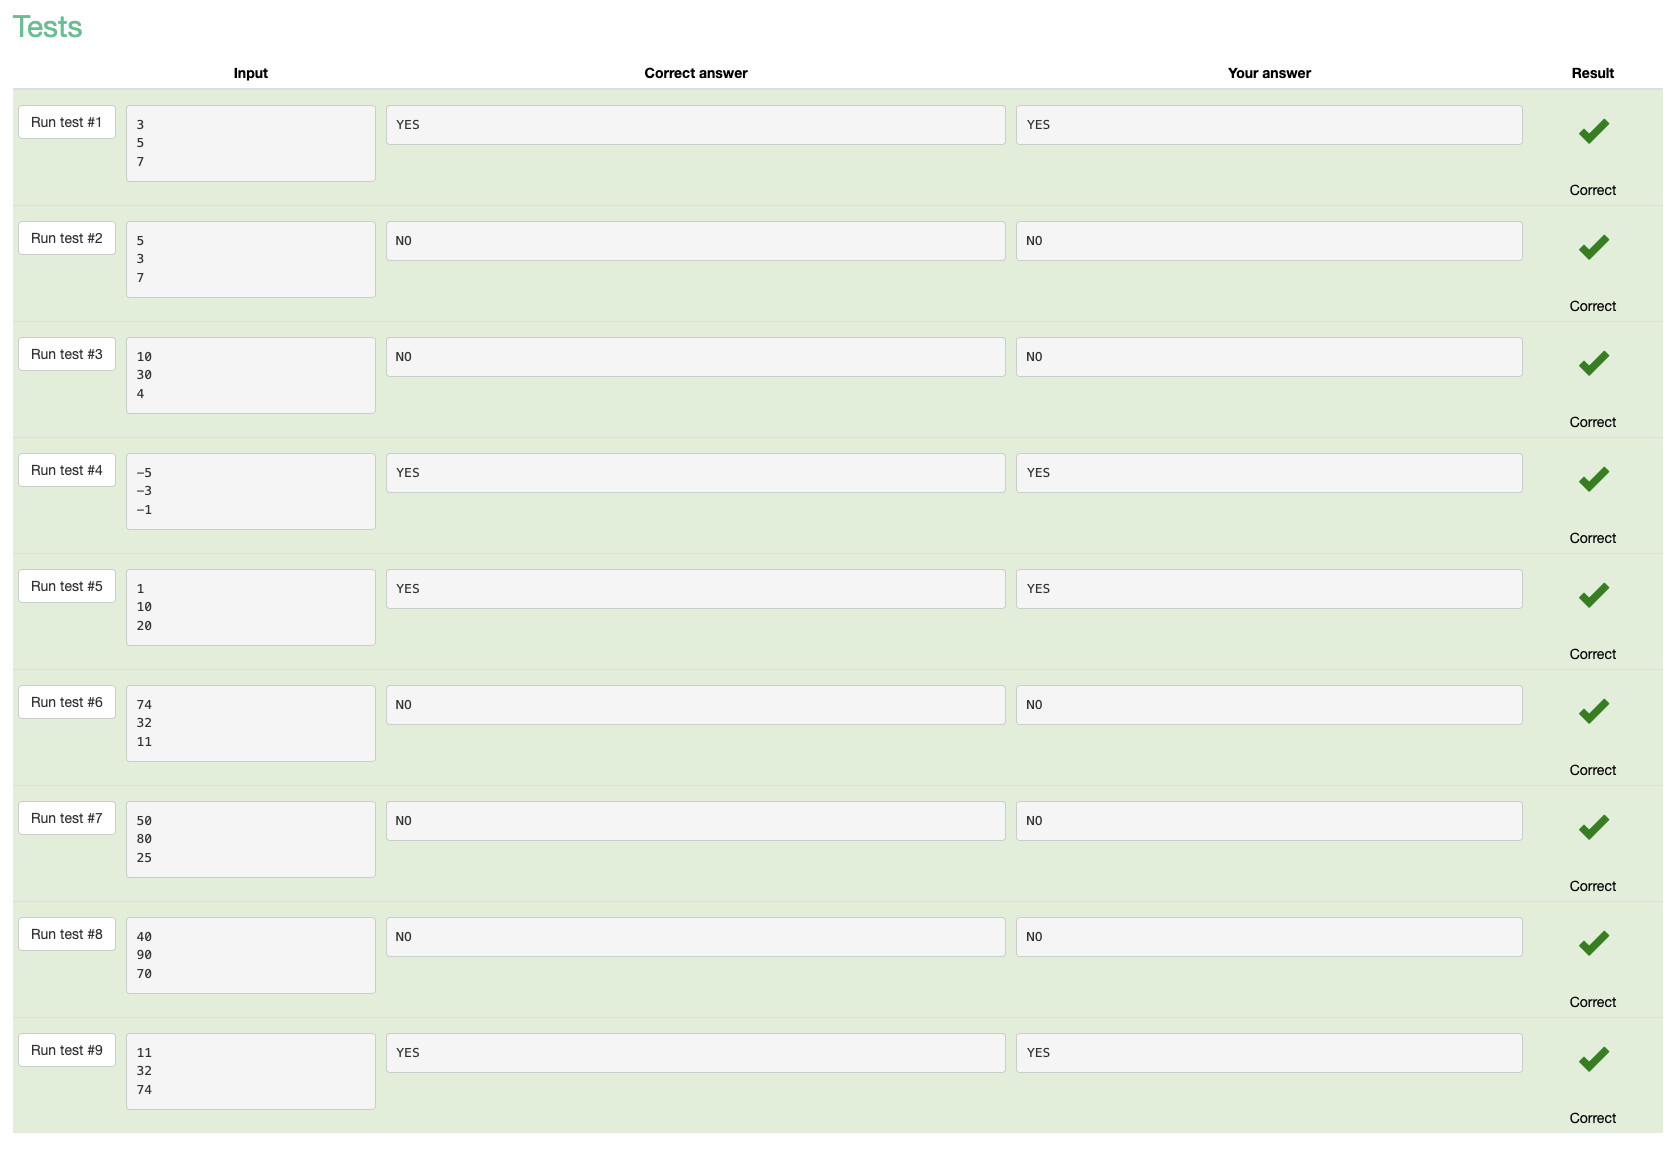 Tests
Input Correct answer Your answer Result
Run test #1 3 YES YES
5
7
Correct
Run test #2 5 NO NO
3
7
Correct
Run test #3 10 NO NO
30
4
Correct
Run test #4 -5 YES YES
-3
-1
Correct
Run test #5 1 YES YES
10
20
Correct
Run test #6 74 NO NO
32
11
Correct
Run test #7 50 NO NO
80
25
Correct
Run test #8 40 NO NO
90
70
Correct
Run test #9 11 YES YES
32
74
Correct